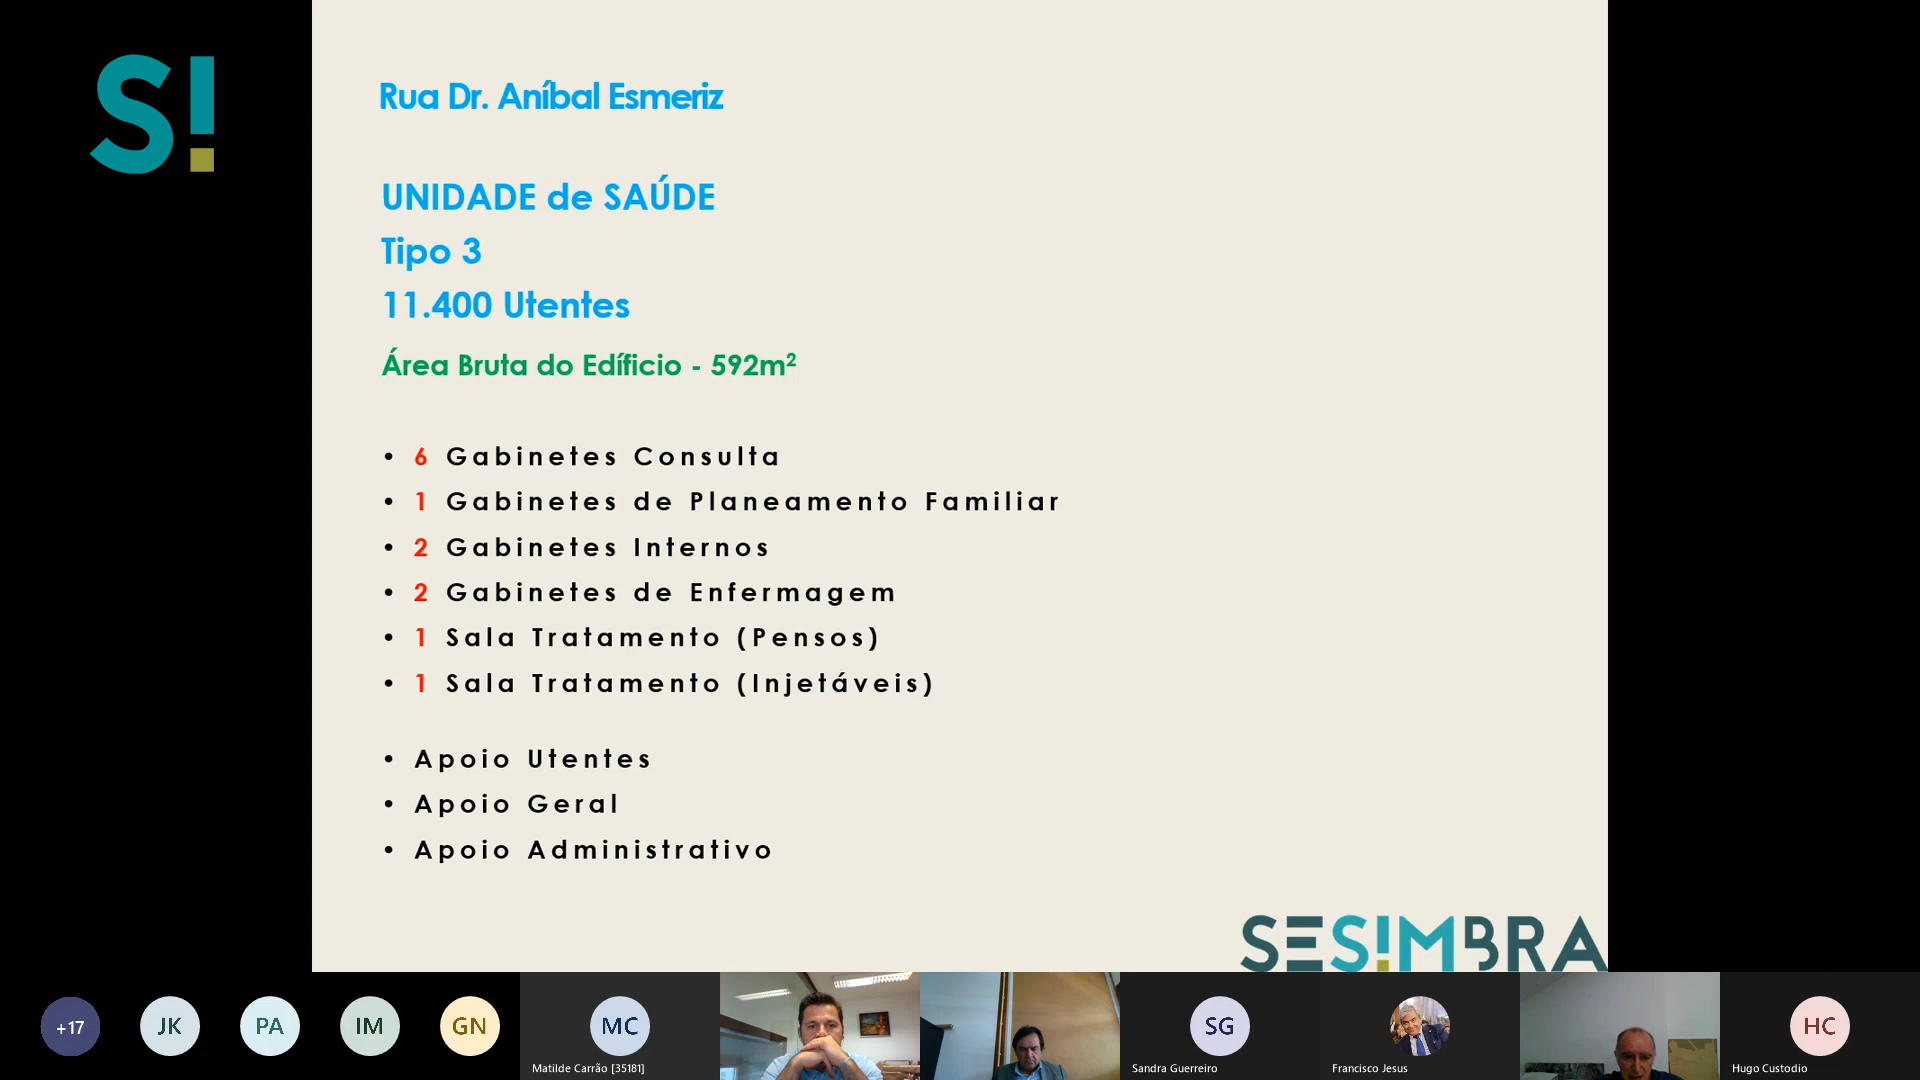 S!
Rua Dr. Aníbal Esmeriz
UNIDADE de SAÚDE
Tipo 3
11.400 Utentes
Área Bruta do Edíficio - 592m²
• 6 Gabinetes Consulta
• 1 Gabinetes de Planeamento Familiar
• 2 Gabinetes Internos
• 2 Gabinetes de Enfermagem
• 1 Sala Tratamento (Pensos)
• 1 Sala Tratamento (Injetáveis)
• Apoio Utentes
• Apoio Geral
• Apoio Administrativo
SES!MBRA
+17 JK PA IM GN MC SG HC
Matilde Carrão [35181] Sandra Guerreiro Francisco Jesus Hugo Custodio